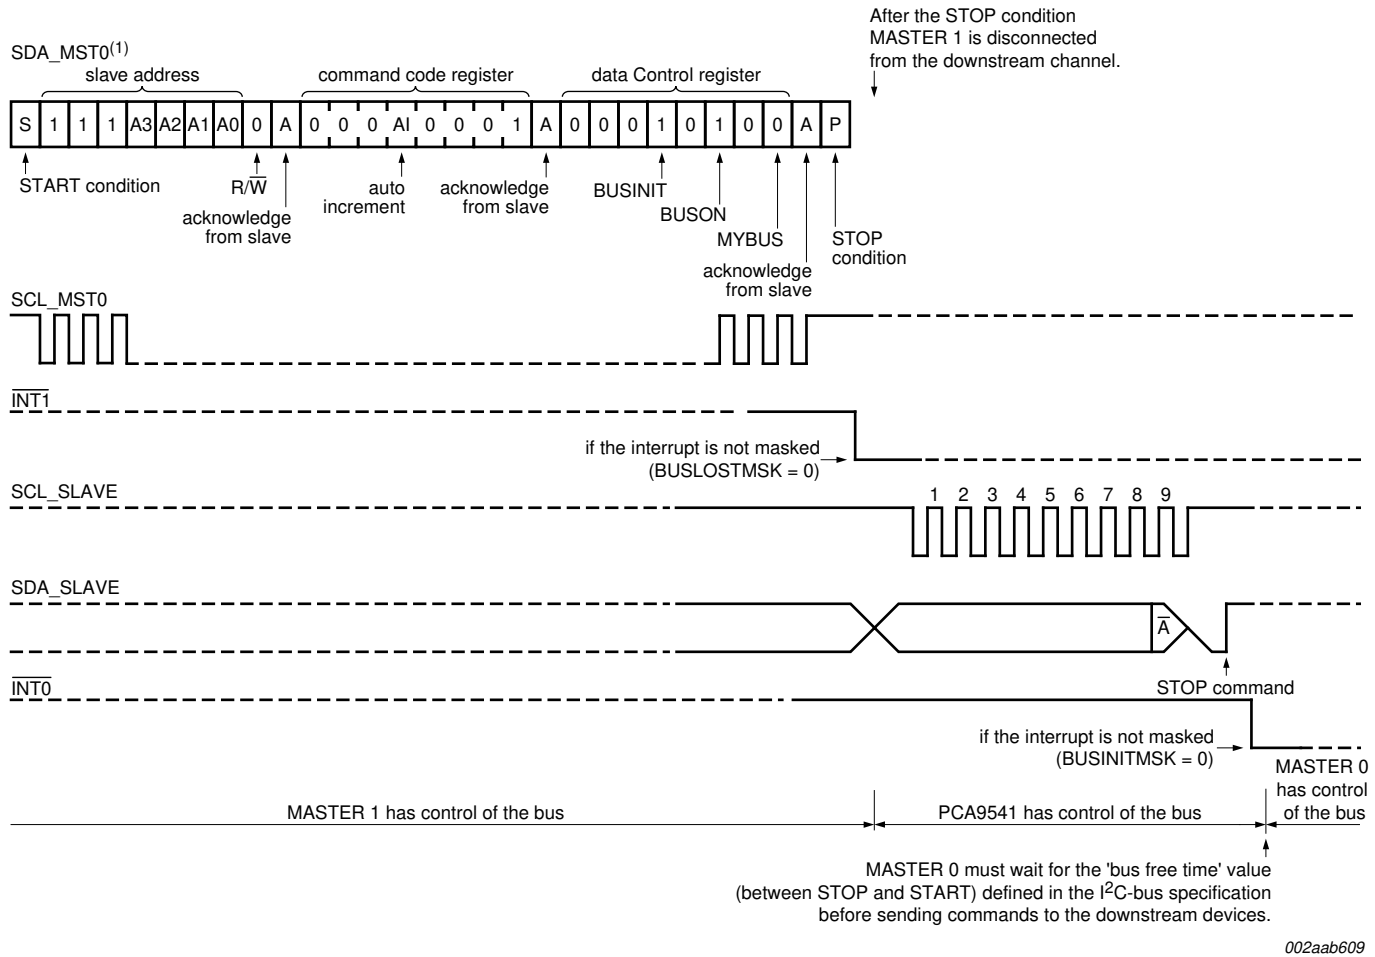 After the STOP condition
MASTER 1 is disconnected
from the downstream channel.
SDA_MST0(1)
slave address
command code register
data Control register
S 1 1 1 A3 A2 A1 A0 0 A 0 0 0 AI 0 0 0 1 A 0 0 0 1 0 1 0 0 A P
START condition
R/W̅
acknowledge
from slave
auto
increment
acknowledge
from slave
BUSINIT
BUSON
MYBUS
acknowledge
from slave
STOP
condition
SCL_MST0
I̅N̅T̅1̅
if the interrupt is not masked
(BUSLOSTMSK = 0)
SCL_SLAVE
1 2 3 4 5 6 7 8 9
SDA_SLAVE
A̅
STOP command
I̅N̅T̅0̅
if the interrupt is not masked
(BUSINITMSK = 0)
MASTER 1 has control of the bus
PCA9541 has control of the bus
MASTER 0
has control
of the bus
MASTER 0 must wait for the 'bus free time' value
(between STOP and START) defined in the I2C-bus specification
before sending commands to the downstream devices.
002aab609